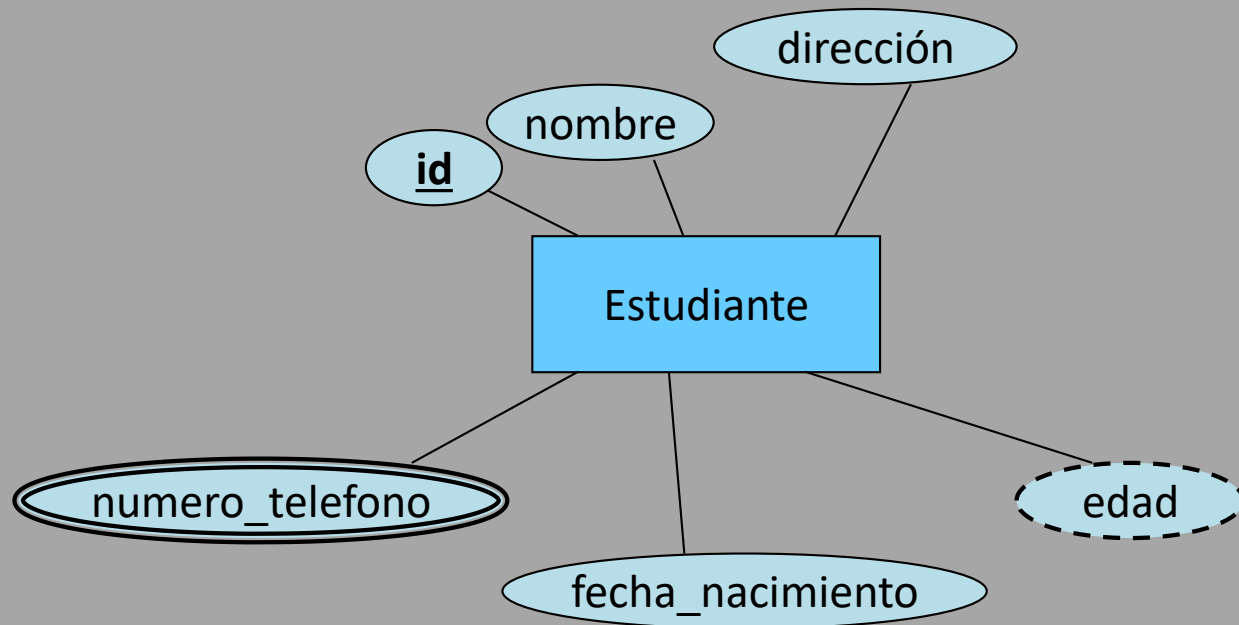 dirección
nombre
id
Estudiante
numero_telefono
edad
fecha_nacimiento